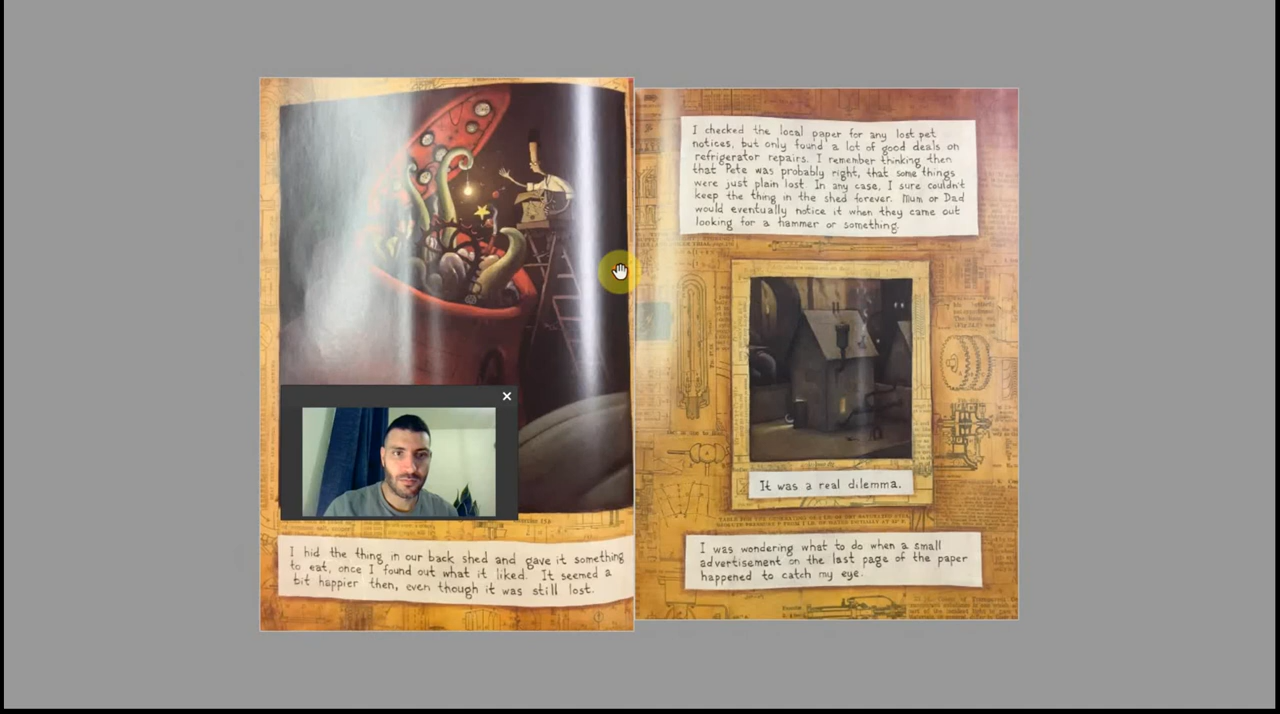 I hid the thing in our back shed and gave it something
to eat, once I found out what it liked. It seemed a
bit happier then, even though it was still lost.
I checked the local paper for any lost pet
notices, but only found a lot of good deals on
refrigerator repairs. I remember thinking then
that Pete was probably right, that some things
were just plain lost. In any case, I sure couldn't
keep the thing in the shed forever. Mum or Dad
would eventually notice it when they came out
looking for a hammer or something.
It was a real dilemma.
I was wondering what to do when a small
advertisement on the last page of the paper
happened to catch my eye.